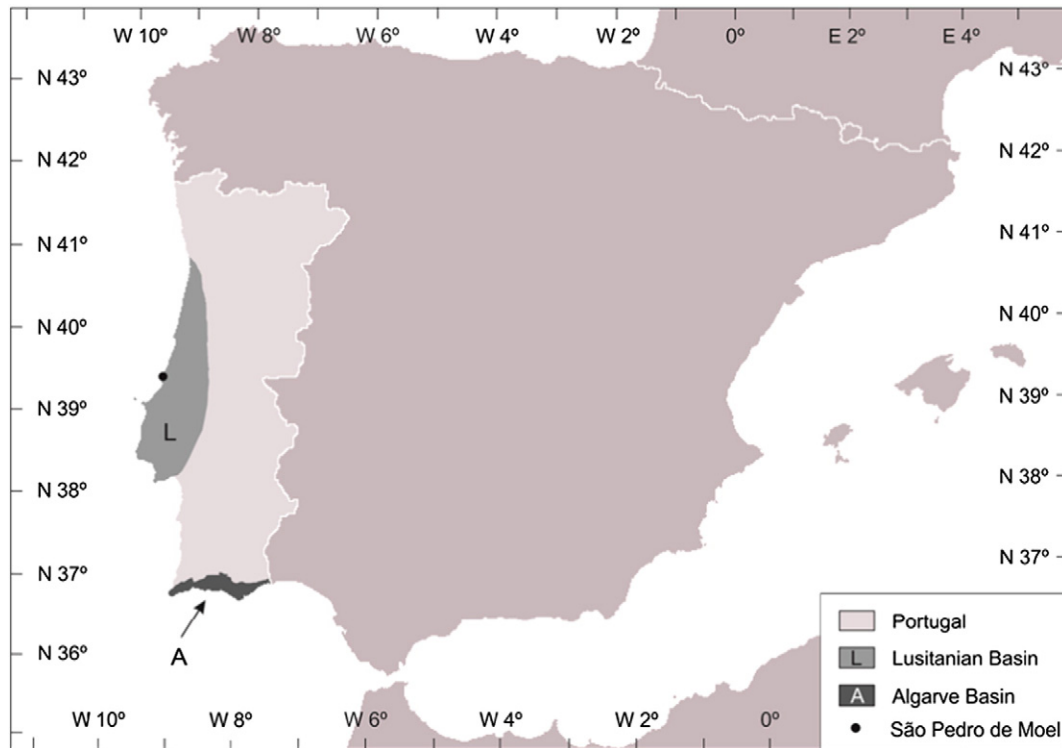 W 10º W 8º W 6º W 4º W 2º 0º E 2º E 4º
N 43º N 43º
N 42º N 42º
N 41º N 41º
N 40º N 40º
N 39º N 39º
L
N 38º N 38º
N 37º N 37º
N 36º
A
Portugal
L Lusitanian Basin
A Algarve Basin
São Pedro de Moel
W 10º W 8º W 6º W 4º W 2º 0º